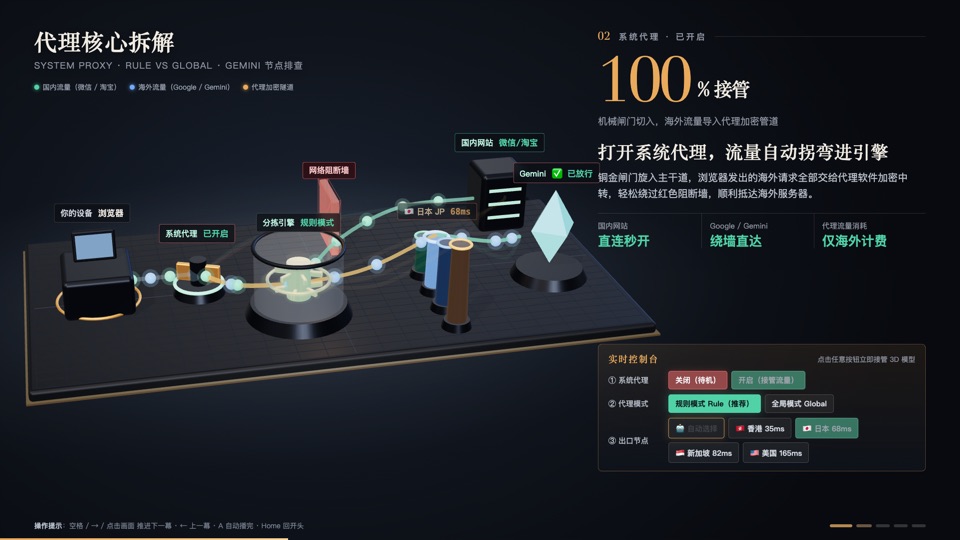 代理核心拆解
SYSTEM PROXY · RULE VS GLOBAL · GEMINI 节点排查
国内流量（微信 / 淘宝）
海外流量（Google / Gemini）
代理加密隧道
国内网站 微信/淘宝
网络阻断墙
Gemini ✅ 已放行
你的设备 浏览器
日本 JP 68ms
分拣引擎 规则模式
系统代理 已开启
02 系统代理 · 已开启
100 % 接管
机械闸门切入，海外流量导入代理加密管道
打开系统代理，流量自动拐弯进引擎
铜金闸门旋入主干道，浏览器发出的海外请求全部交给代理软件加密中
转，轻松绕过红色阻断墙，顺利抵达海外服务器。
国内网站
直连秒开
Google / Gemini
绕墙直达
代理流量消耗
仅海外计费
实时控制台
点击任意按钮立即接管 3D 模型
① 系统代理 关闭（待机） 开启（接管流量）
② 代理模式 规则模式 Rule（推荐） 全局模式 Global
③ 出口节点 自动选择 香港 35ms 日本 68ms
新加坡 82ms 美国 165ms
操作提示：空格 / → / 点击画面 推进下一幕 · ← 上一幕 · A 自动播完 · Home 回开头